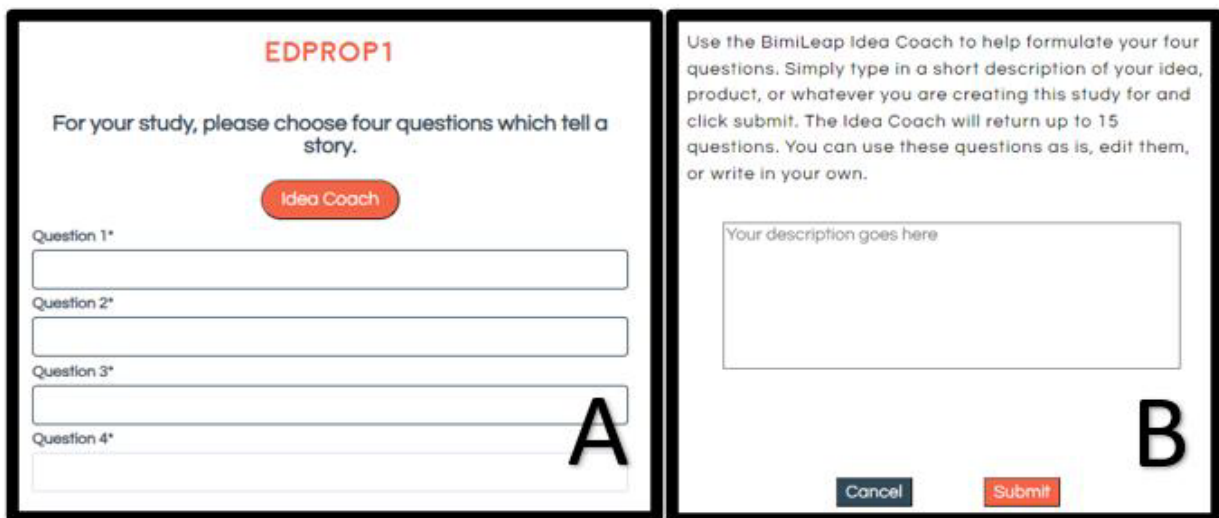 EDPROP1
For your study, please choose four questions which tell a
story.
Idea Coach
Question 1*
Question 2*
Question 3*
Question 4*
A
Use the BimiLeap Idea Coach to help formulate your four
questions. Simply type in a short description of your idea,
product, or whatever you are creating this study for and
click submit. The Idea Coach will return up to 15
questions. You can use these questions as is, edit them,
or write in your own.
Your description goes here
B
Cancel
Submit